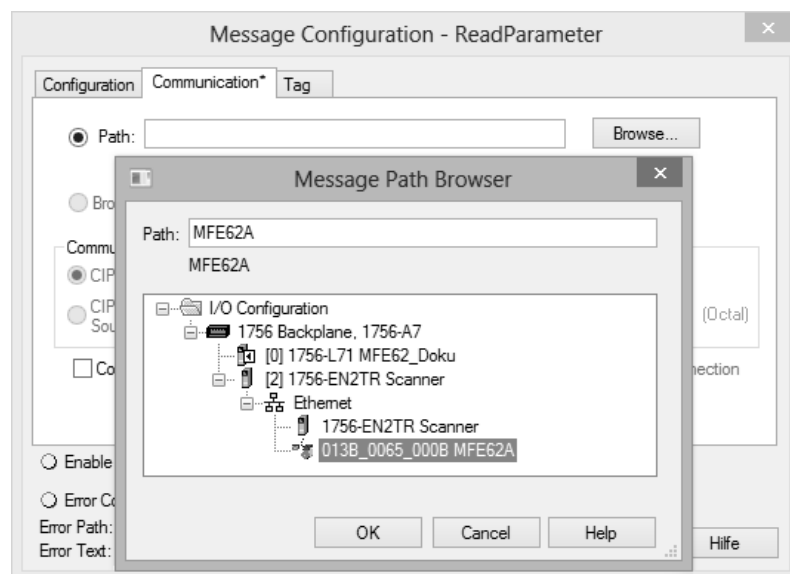 Message Configuration - ReadParameter
Configuration Communication* Tag
Path: Browse...
Message Path Browser
Bro
Path: MFE62A
MFE62A
Commu
CIP
CIP
Sou
(Octal)
I/O Configuration
1756 Backplane, 1756-A7
[0] 1756-L71 MFE62_Doku
[2] 1756-EN2TR Scanner
Ethernet
1756-EN2TR Scanner
013B_0065_000B MFE62A
Co
nection
Enable
Error Co
Error Path:
Error Text:
OK Cancel Help
Hilfe